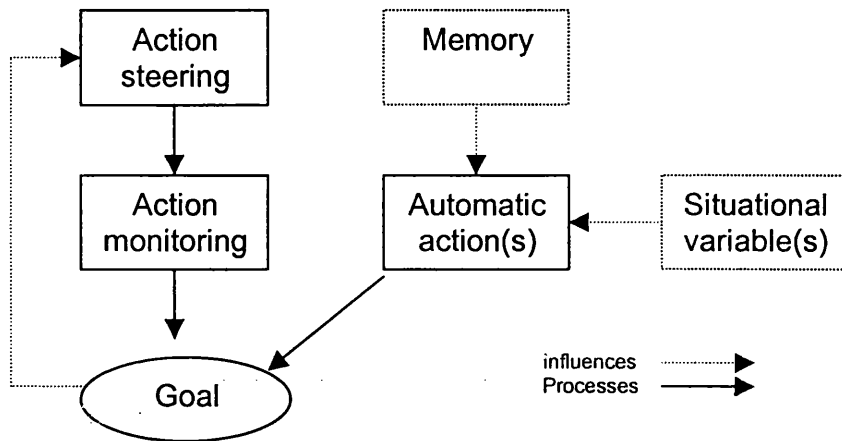 Action
steering
Memory
Action
monitoring
Automatic
action(s)
Situational
variable(s)
Goal
influences
Processes